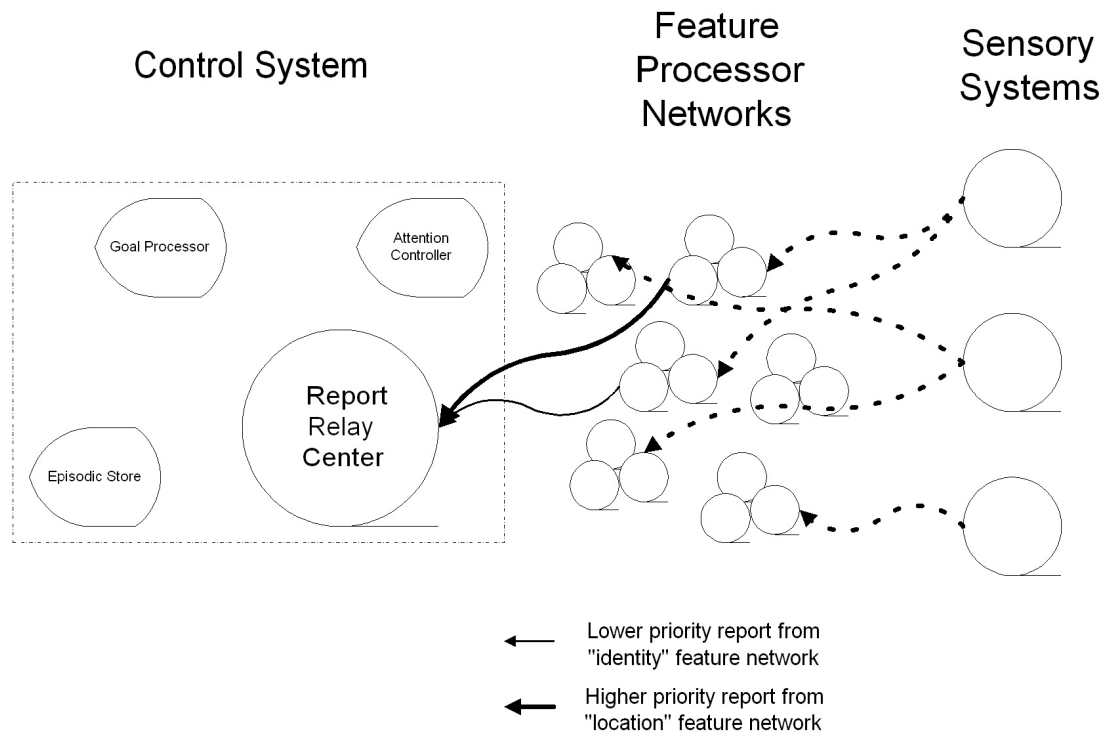 Control System
Feature
Processor
Networks
Sensory
Systems
Goal Processor
Attention
Controller
Report
Relay
Center
Episodic Store
Lower priority report from
"identity" feature network
Higher priority report from
"location" feature network